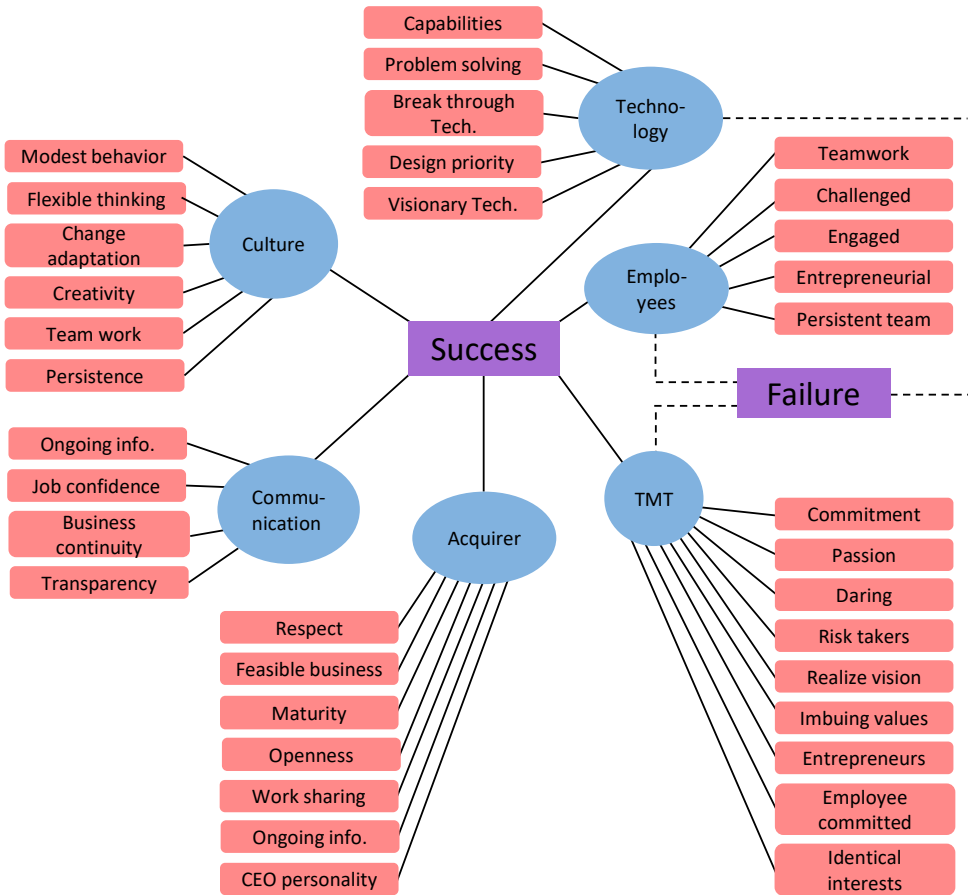 Capabilities
Problem solving
Break through
Tech.
Design priority
Visionary Tech.
Techno-
logy
Modest behavior
Flexible thinking
Change
adaptation
Creativity
Team work
Persistence
Culture
Teamwork
Challenged
Engaged
Entrepreneurial
Persistent team
Emplo-
yees
Success
Failure
Ongoing info.
Job confidence
Business
continuity
Transparency
Commu-
nication
Acquirer
TMT
Respect
Feasible business
Maturity
Openness
Work sharing
Ongoing info.
CEO personality
Commitment
Passion
Daring
Risk takers
Realize vision
Imbuing values
Entrepreneurs
Employee
committed
Identical
interests